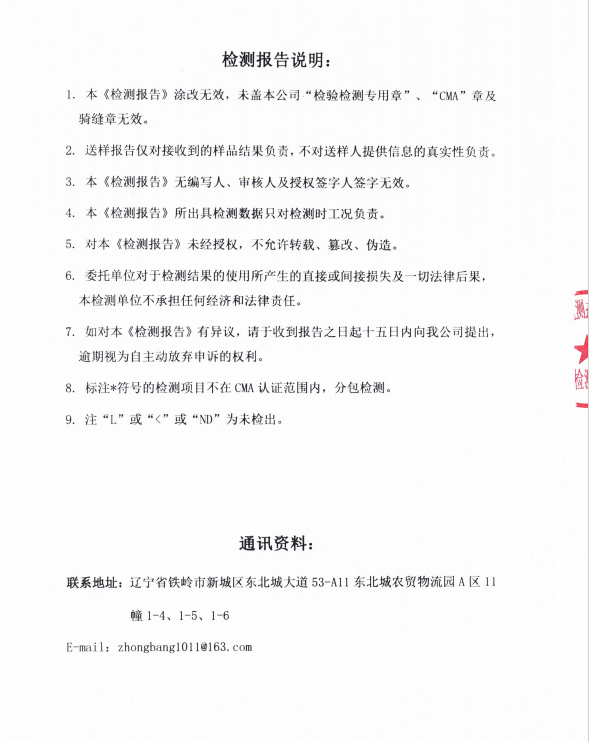 检测报告说明：
1. 本《检测报告》涂改无效，未盖本公司“检验检测专用章”、“CMA”章及
骑缝章无效。
2. 送样报告仅对接收到的样品结果负责，不对送样人提供信息的真实性负责。
3. 本《检测报告》无编写人、审核人及授权签字人签字无效。
4. 本《检测报告》所出具检测数据只对检测时工况负责。
5. 对本《检测报告》未经授权，不允许转载、篡改、伪造。
6. 委托单位对于检测结果的使用所产生的直接或间接损失及一切法律后果，
本检测单位不承担任何经济和法律责任。
7. 如对本《检测报告》有异议，请于收到报告之日起十五日内向我公司提出，
逾期视为自主动放弃申诉的权利。
8. 标注*符号的检测项目不在 CMA 认证范围内，分包检测。
9. 注“L”或“<”或“ND”为未检出。
通讯资料：
联系地址：辽宁省铁岭市新城区东北城大道 53-A11 东北城农贸物流园 A 区 11
幢 1-4、1-5、1-6
E-mail：zhongbang1011@163.com
测
检